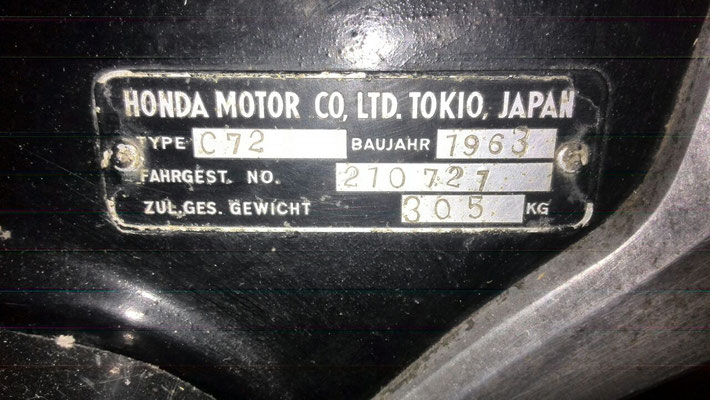 HONDA MOTOR CO, LTD. TOKIO, JAPAN
TYPE C72 BAUJAHR 1963
FAHRGEST. NO. 210727
ZUL.GES. GEWICHT 305 KG